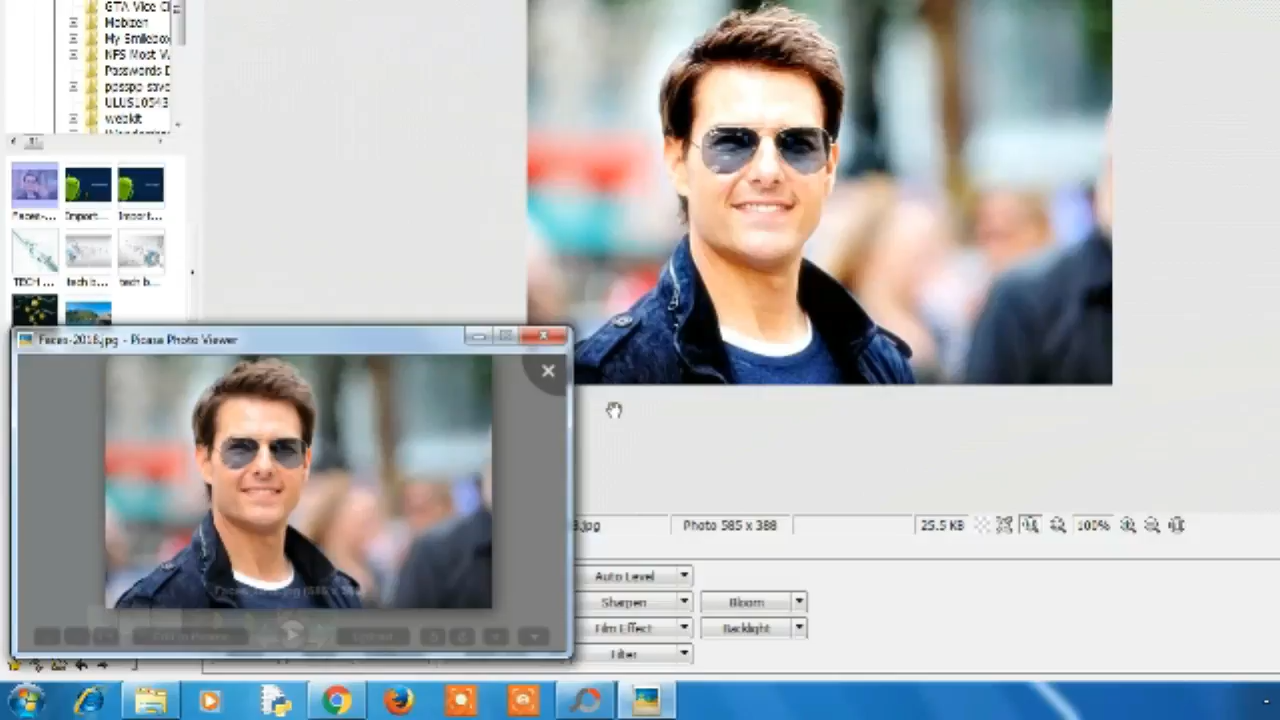 GTA Vice Ci
Mobizen
My Smilebox
NFS Most W
Passwords D
ppsspp save
ULUS10543
webkit
Faces-...
Import...
Import...
TECH ...
tech b...
tech b...
Faces-2016.jpg - Picasa Photo Viewer
.jpg
Photo 585 x 388
25.5 KB
100%
Auto Level
Sharpen
Bloom
Film Effect
Backlight
Filter